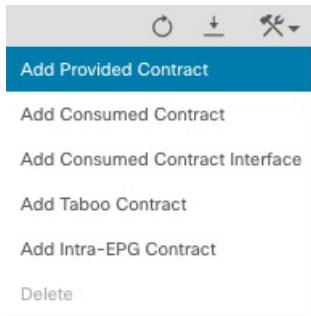 Add Provided Contract
Add Consumed Contract
Add Consumed Contract Interface
Add Taboo Contract
Add Intra-EPG Contract
Delete